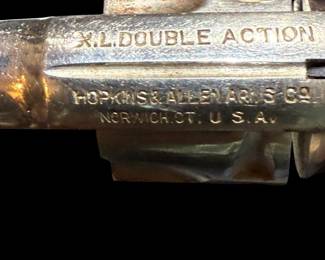 X.L.DOUBLE ACTION
HOPKINS & ALLEN ARMS CO.
NORWICH, CT. U. S. A.